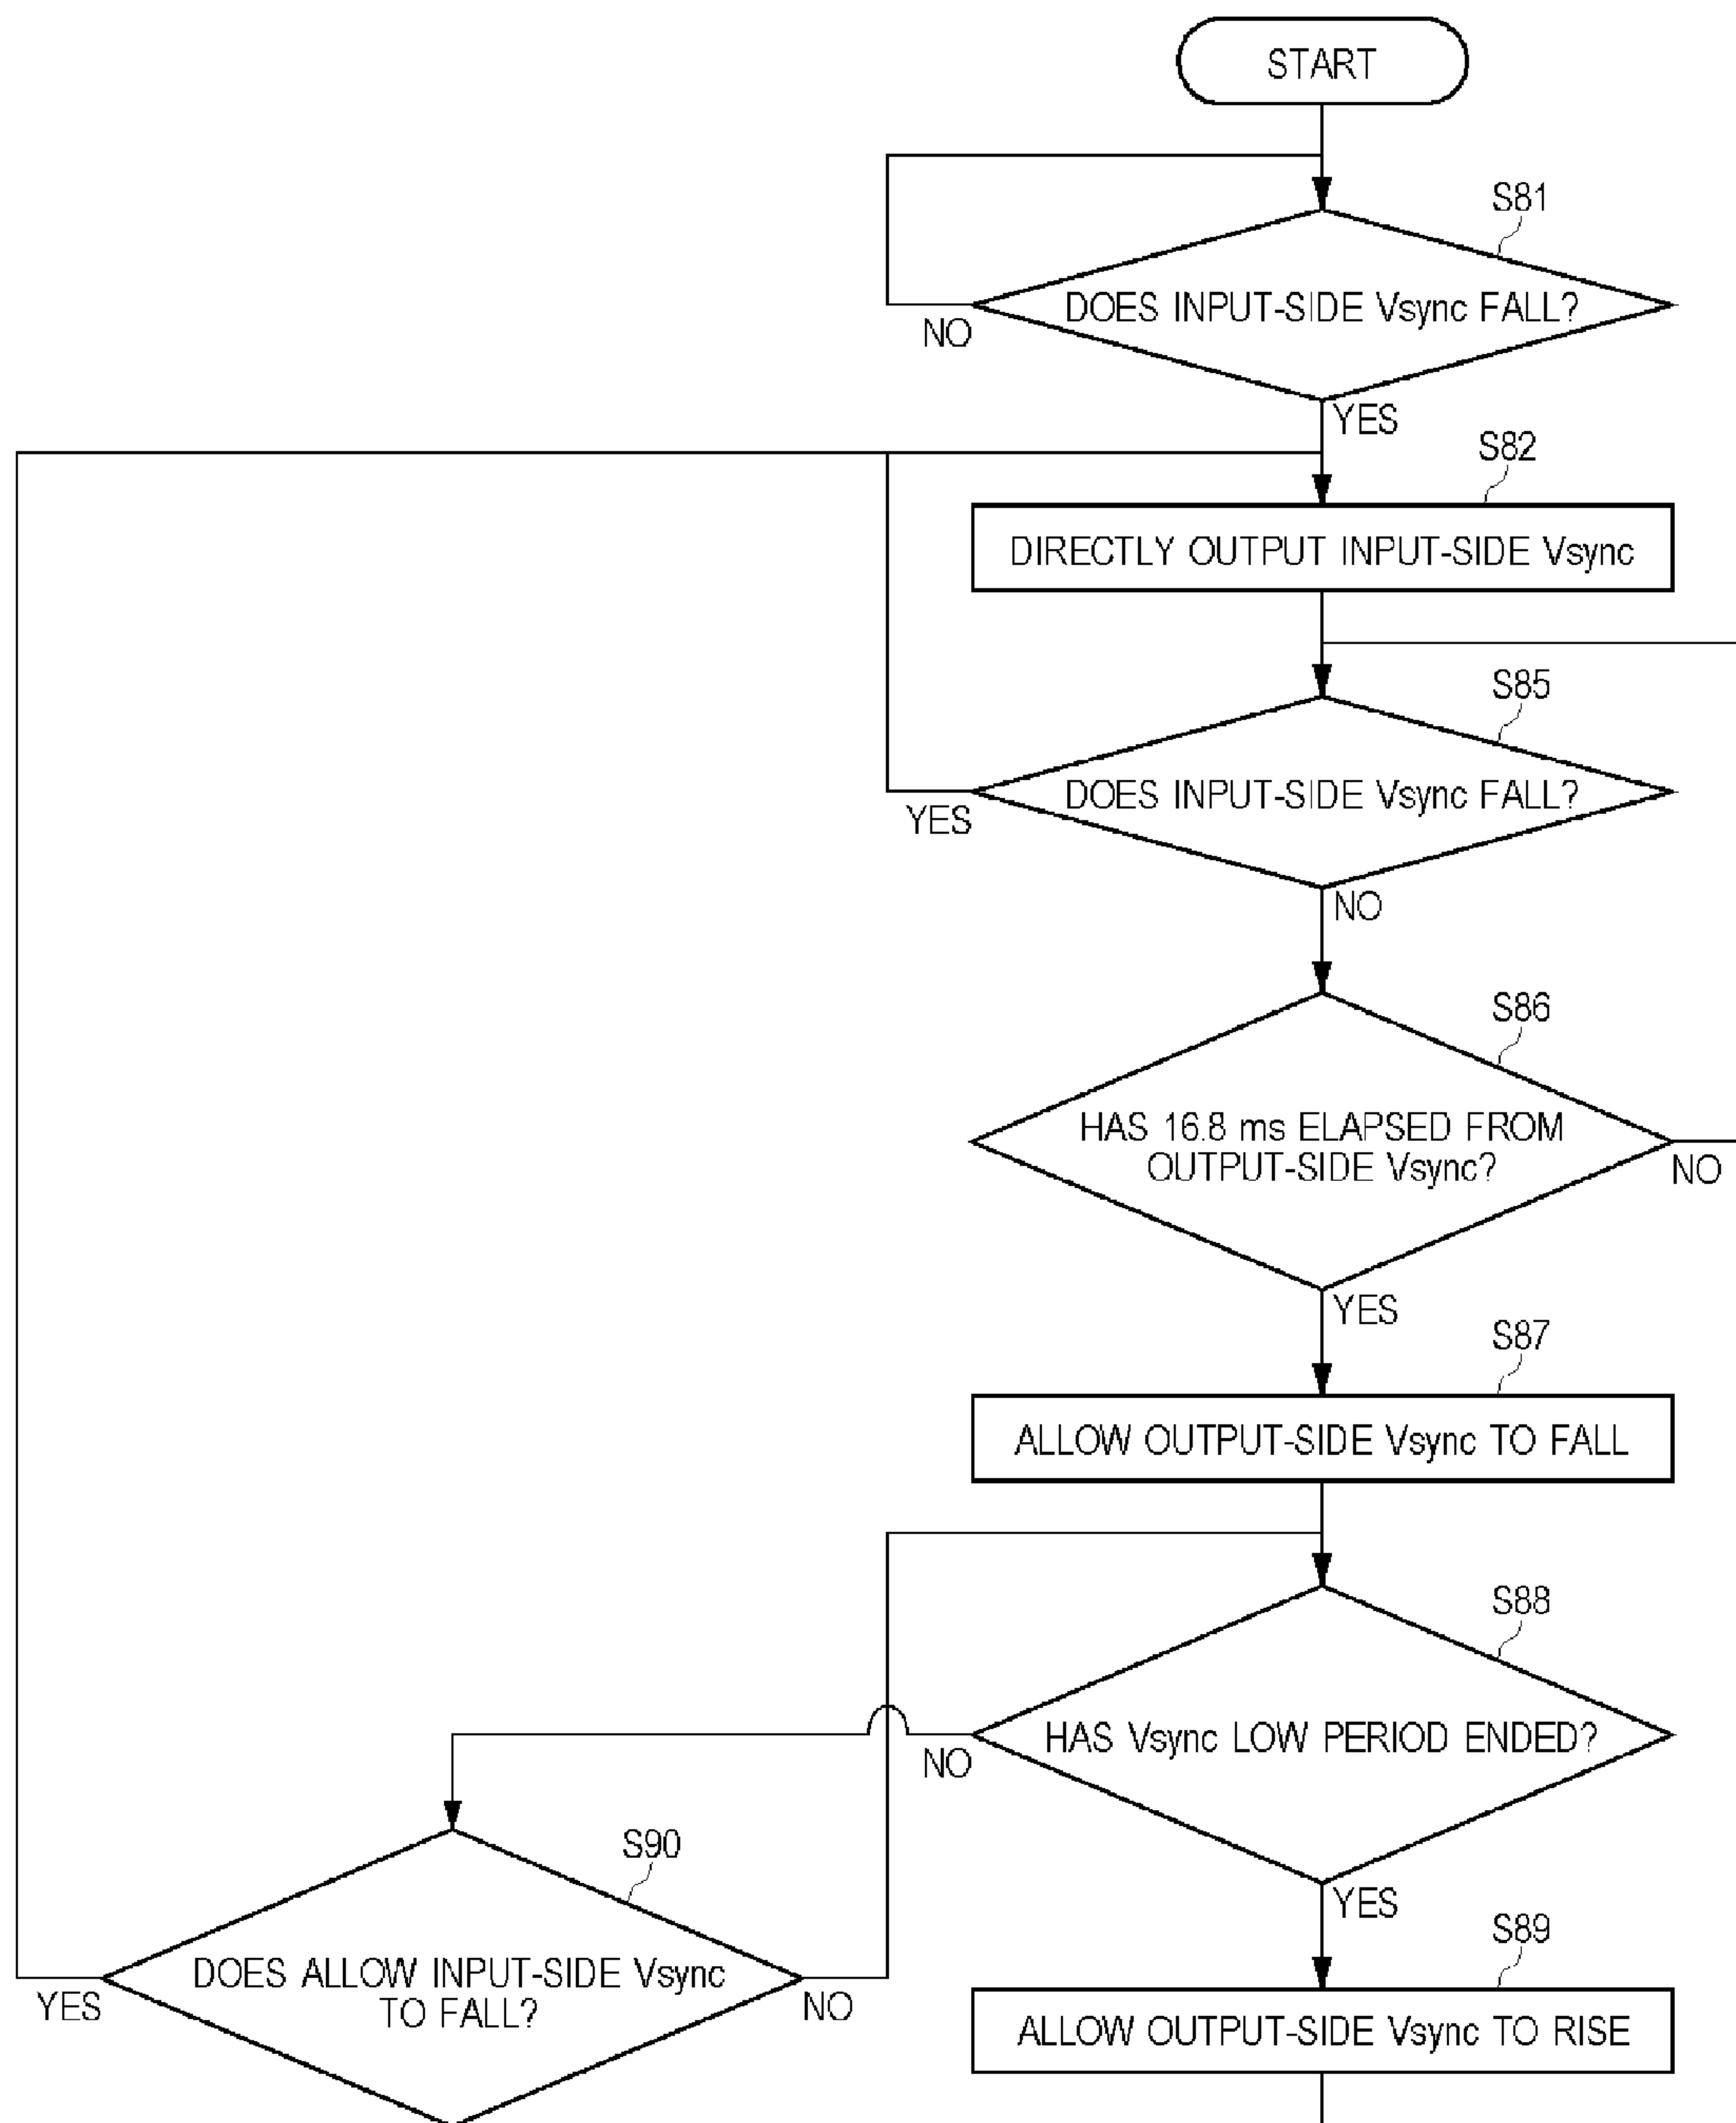 START
S81
DOES INPUT-SIDE Vsync FALL?
NO
YES
S82
DIRECTLY OUTPUT INPUT-SIDE Vsync
S85
DOES INPUT-SIDE Vsync FALL?
YES
NO
S86
HAS 16.8 ms ELAPSED FROM
OUTPUT-SIDE Vsync?
NO
YES
S87
ALLOW OUTPUT-SIDE Vsync TO FALL
S88
HAS Vsync LOW PERIOD ENDED?
NO
YES
S90
DOES ALLOW INPUT-SIDE Vsync
TO FALL?
YES
NO
S89
ALLOW OUTPUT-SIDE Vsync TO RISE